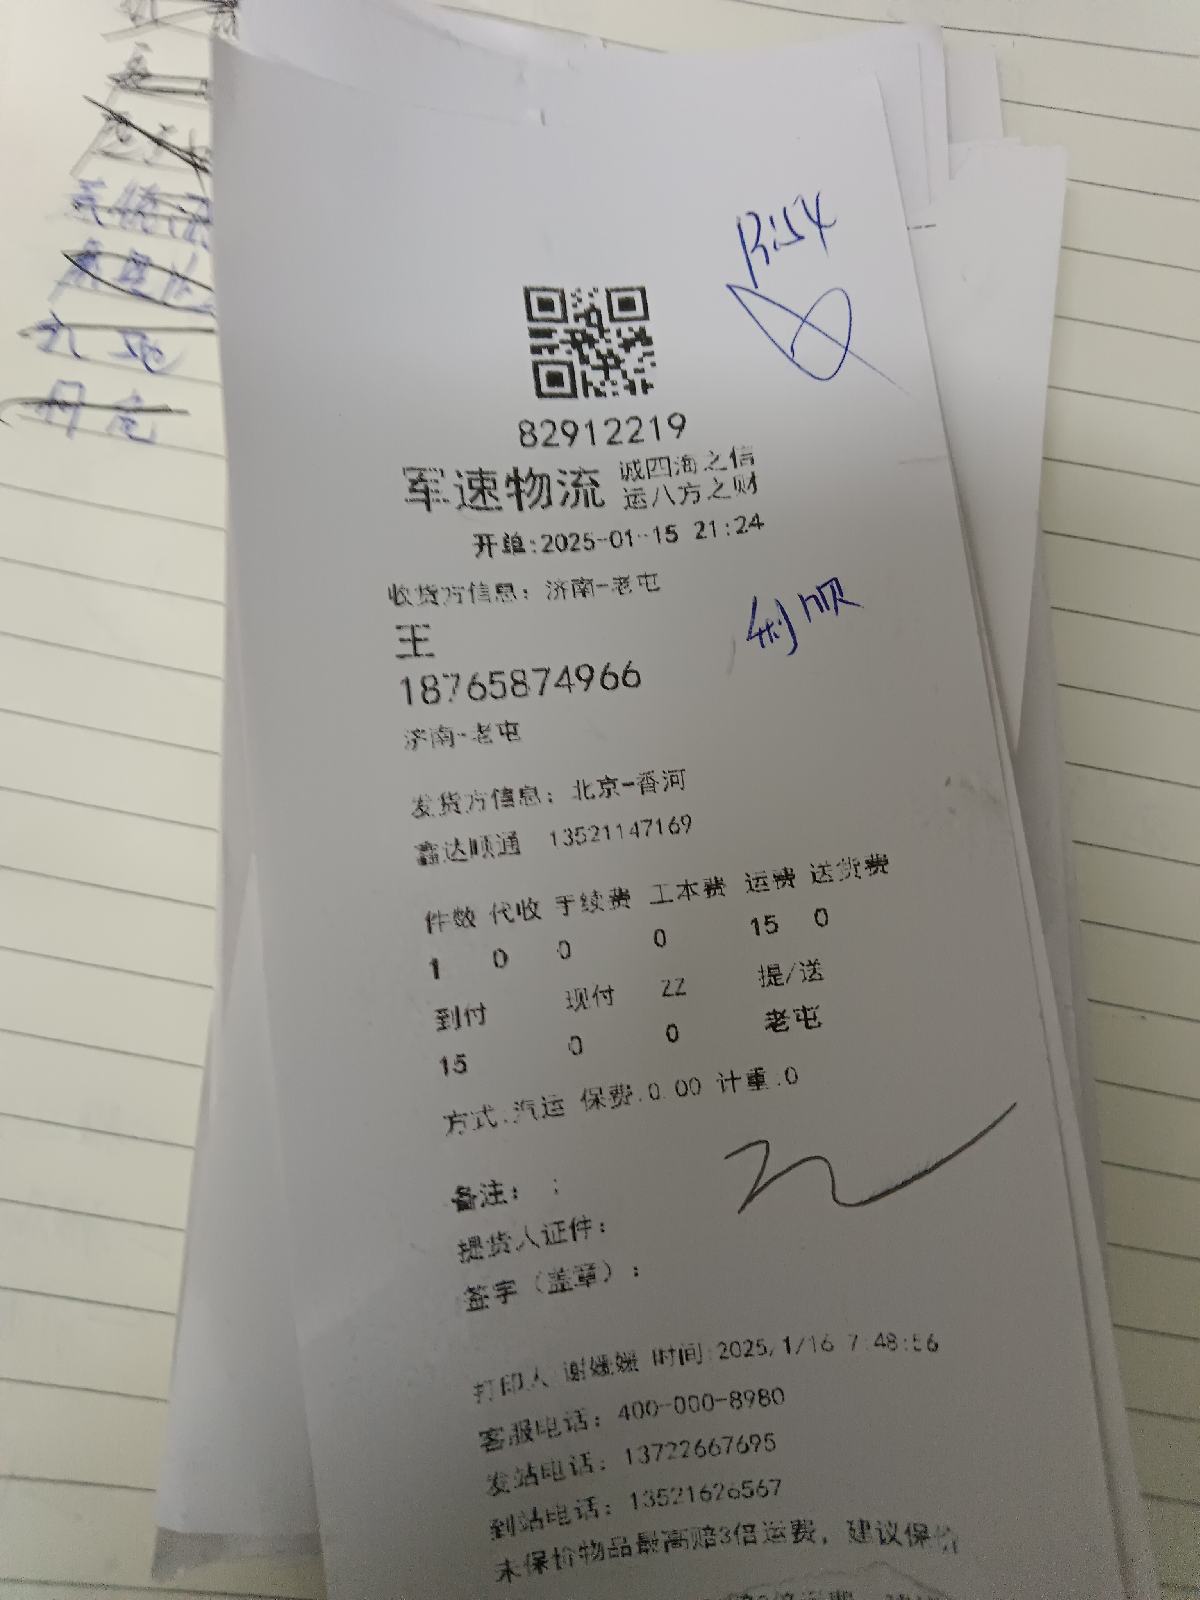 82912219
军速物流 诚四海之信
运八方之财
开单:2025-01-15 21:24
收货方信息: 济南-老屯
王
利顺
18765874966
济南-老屯
发货方信息: 北京-香河
鑫达顺通 13521147169
件数 代收 手续费 工本费 运费 送货费
1 0 0 0 15 0
到付 现付 ZZ 提/送
15 0 0 老屯
方式:汽运 保费:0.00 计重:0
备注: :
提货人证件:
签字(盖章):
打印人 谢媛媛 时间:2025/1/16 7:48:56
客服电话: 400-000-8980
发站电话: 13722667695
到站电话: 13521626567
未保价物品最高赔3倍运费, 建议保价